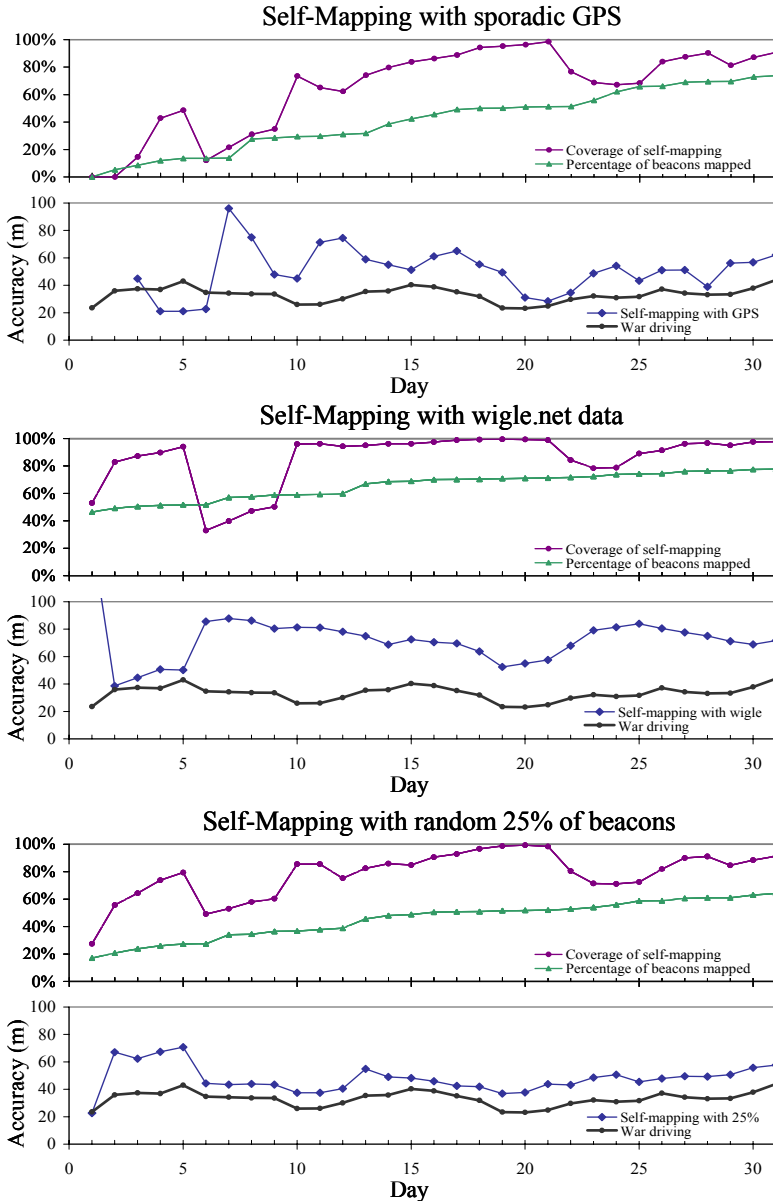 Self-Mapping with sporadic GPS
100%
80%
60%
40%
20%
0%
Coverage of self-mapping
Percentage of beacons mapped
Accuracy (m)
100
80
60
40
20
0
Self-mapping with GPS
War driving
0 5 10 15 20 25 30
Day
Self-Mapping with wigle.net data
100%
80%
60%
40%
20%
0%
Coverage of self-mapping
Percentage of beacons mapped
Accuracy (m)
100
80
60
40
20
0
Self-mapping with wigle
War driving
0 5 10 15 20 25 30
Day
Self-Mapping with random 25% of beacons
100%
80%
60%
40%
20%
0%
Coverage of self-mapping
Percentage of beacons mapped
Accuracy (m)
100
80
60
40
20
0
Self-mapping with 25%
War driving
0 5 10 15 20 25 30
Day